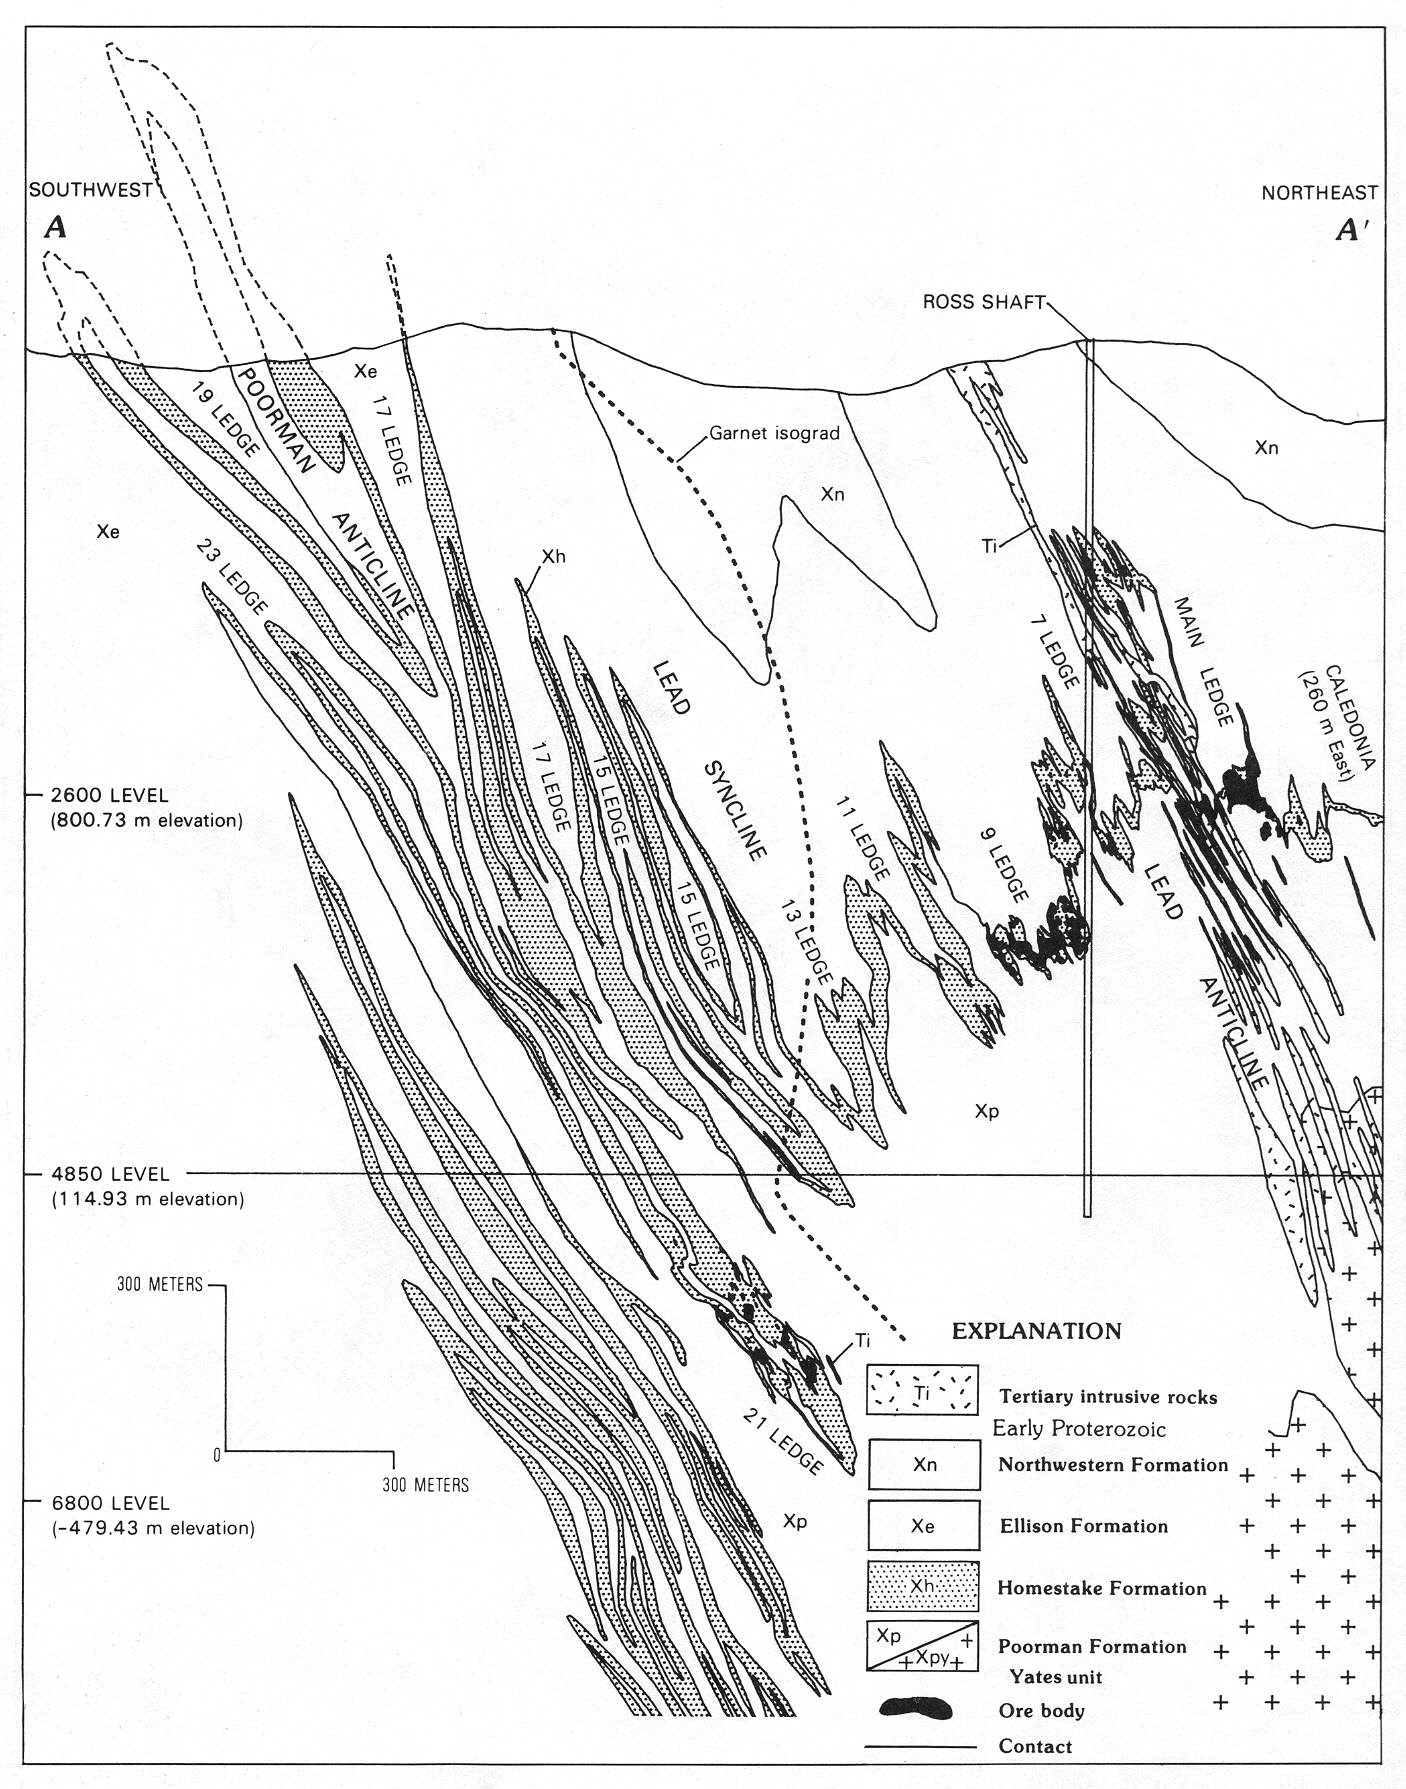 SOUTHWEST
A
NORTHEAST
A′
ROSS SHAFT
Xe
19 LEDGE
POORMAN
ANTICLINE
17 LEDGE
Garnet isograd
Xn
Xn
Xe
23 LEDGE
Xh
Ti
LEAD
SYNCLINE
7 LEDGE
MAIN
LEDGE
CALEDONIA
(260 m East)
17 LEDGE
15 LEDGE
2600 LEVEL
(800.73 m elevation)
11 LEDGE
9 LEDGE
15 LEDGE
13 LEDGE
LEAD
ANTICLINE
Xp
4850 LEVEL
(114.93 m elevation)
300 METERS
0
300 METERS
Ti
21 LEDGE
Xp
6800 LEVEL
(-479.43 m elevation)
EXPLANATION
Ti
Tertiary intrusive rocks
Early Proterozoic
Xn
Northwestern Formation
Xe
Ellison Formation
Xh
Homestake Formation
Xp
Xpy
Poorman Formation
Yates unit
Ore body
Contact